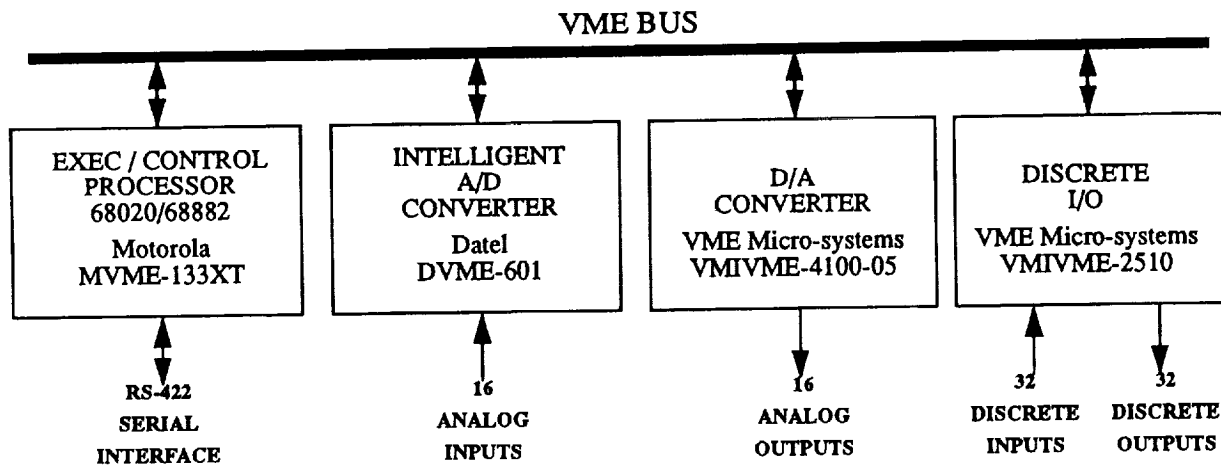 VME BUS
EXEC / CONTROL
PROCESSOR
68020/68882
Motorola
MVME-133XT
INTELLIGENT
A/D
CONVERTER
Datel
DVME-601
D/A
CONVERTER
VME Micro-systems
VMIVME-4100-05
DISCRETE
I/O
VME Micro-systems
VMIVME-2510
RS-422
SERIAL
INTERFACE
16
ANALOG
INPUTS
16
ANALOG
OUTPUTS
32
DISCRETE
INPUTS
32
DISCRETE
OUTPUTS